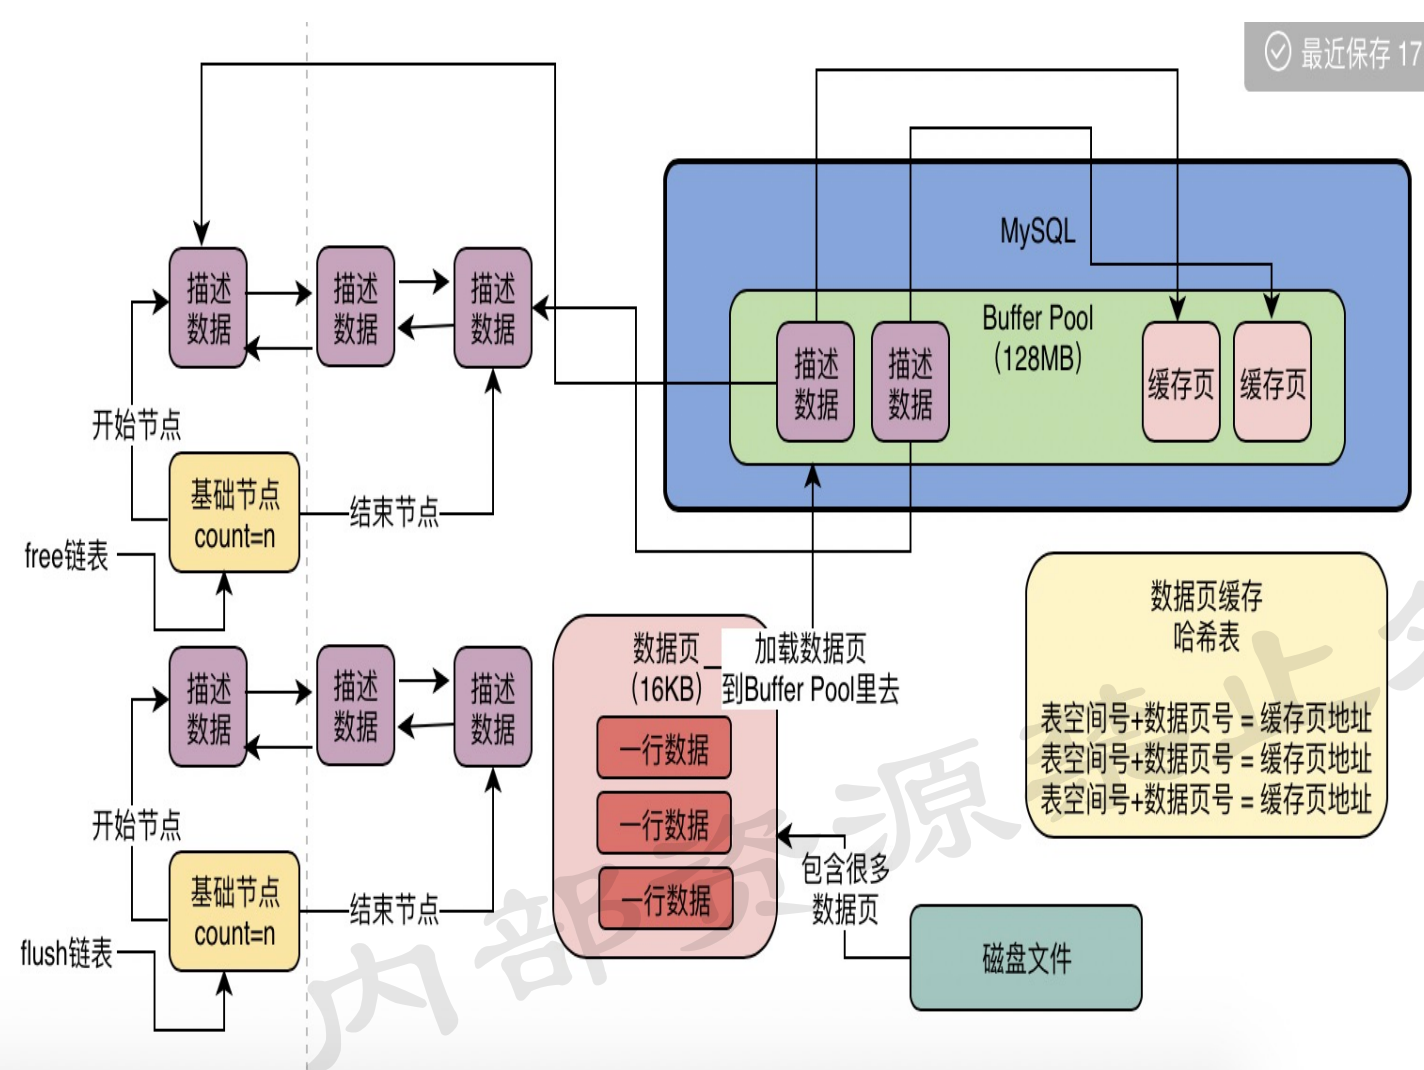 最近保存 17
MySQL
Buffer Pool
(128MB)
描述
数据
描述
数据
缓存页
缓存页
描述
数据
描述
数据
描述
数据
开始节点
基础节点
count=n
结束节点
free链表
描述
数据
描述
数据
描述
数据
开始节点
基础节点
count=n
结束节点
flush链表
数据页
(16KB)
一行数据
一行数据
一行数据
加载数据页
到Buffer Pool里去
包含很多
数据页
磁盘文件
数据页缓存
哈希表
表空间号+数据页号 = 缓存页地址
表空间号+数据页号 = 缓存页地址
表空间号+数据页号 = 缓存页地址
内部资源禁止